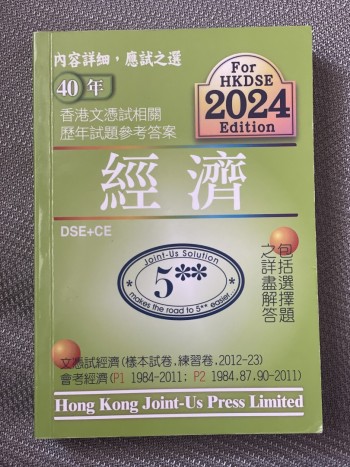 內容詳細，應試之選
For
HKDSE
2024
Edition
40年
香港文憑試相關
歷年試題參考答案
經濟
DSE+CE
Joint-Us Solution
5**
makes the road to 5** easier
包括選擇題
之詳盡解答
文憑試經濟(樣本試卷,練習卷,2012-23)
會考經濟(P1 1984-2011; P2 1984,87,90-2011)
Hong Kong Joint-Us Press Limited